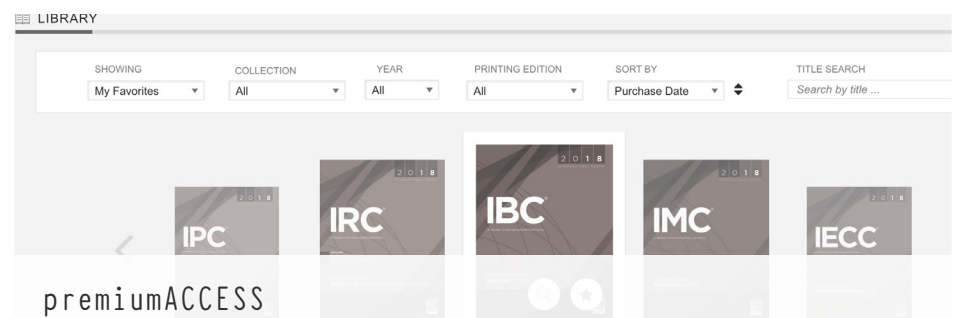 LIBRARY
SHOWING COLLECTION YEAR PRINTING EDITION SORT BY TITLE SEARCH
My Favorites All All All Purchase Date Search by title ...
2018 2018 2018 2018 2018
IPC IRC IBC IMC IECC
premiumACCESS